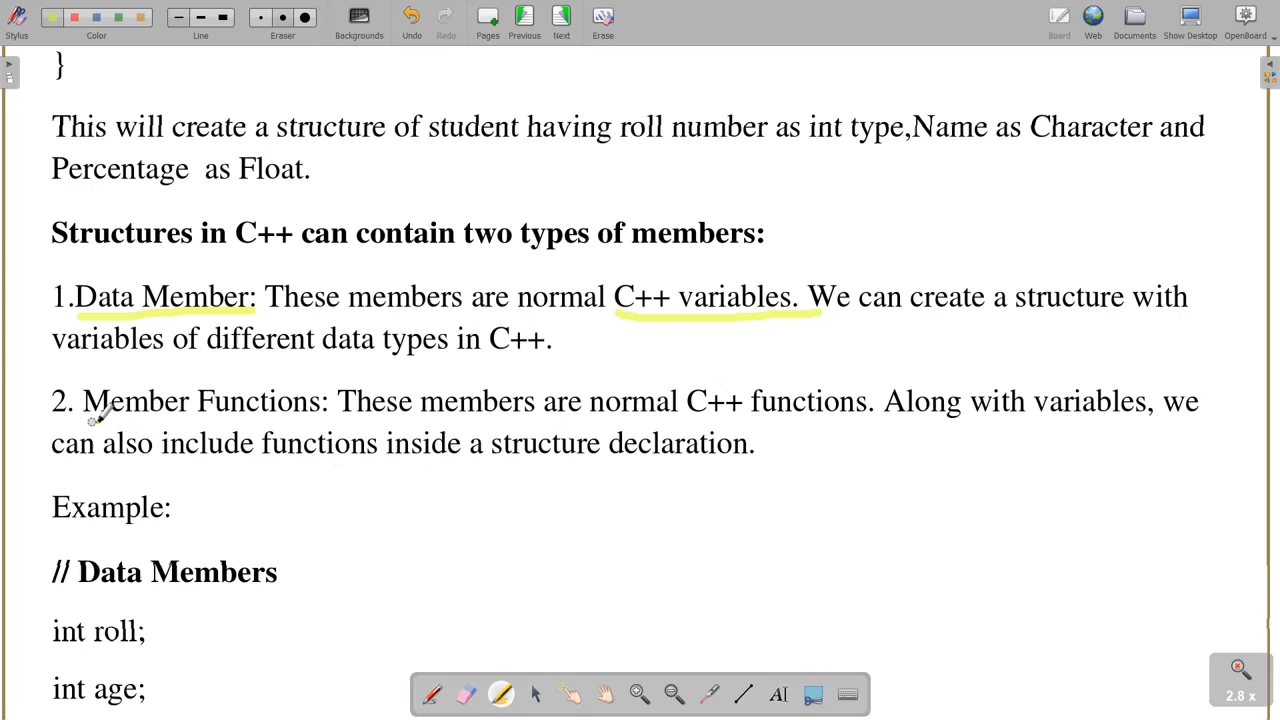 Stylus Color Line Eraser Backgrounds Undo Redo Pages Previous Next Erase Board Web Documents Show Desktop OpenBoard
}
This will create a structure of student having roll number as int type,Name as Character and
Percentage as Float.
Structures in C++ can contain two types of members:
1.Data Member: These members are normal C++ variables. We can create a structure with
variables of different data types in C++.
2. Member Functions: These members are normal C++ functions. Along with variables, we
can also include functions inside a structure declaration.
Example:
// Data Members
int roll;
int age;
AI
2.8 x